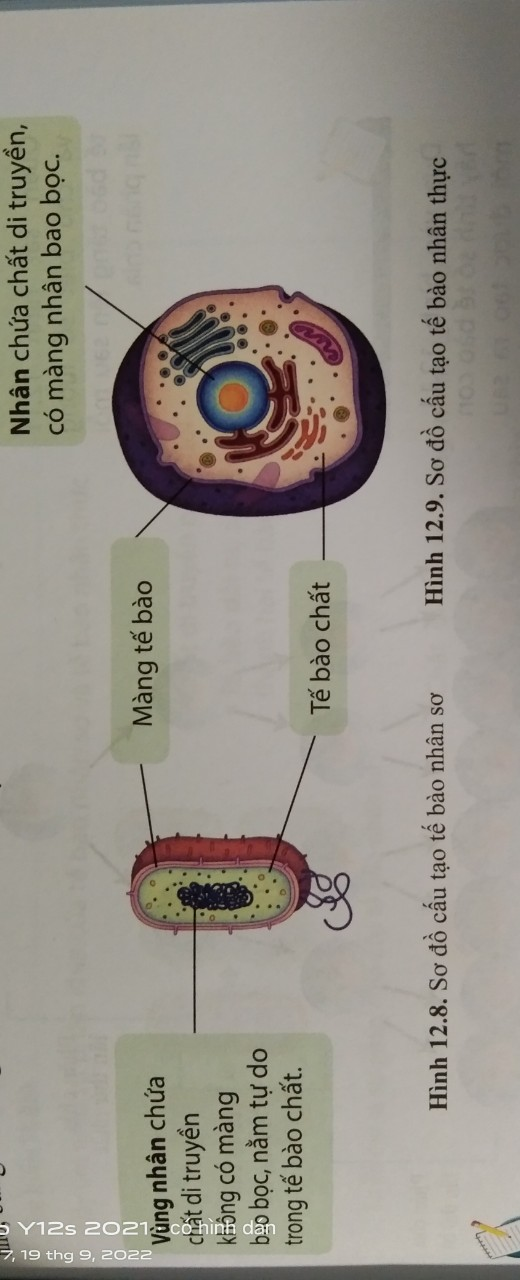 Nhân chứa chất di truyền,
có màng nhân bao bọc.
Màng tế bào
Tế bào chất
Vùng nhân chứa
chất di truyền
không có màng
bao bọc, nằm tự do
trong tế bào chất.
Hình 12.8. Sơ đồ cấu tạo tế bào nhân sơ
Hình 12.9. Sơ đồ cấu tạo tế bào nhân thực
Y12s 2021, có hình dán
7, 19 thg 9, 2022